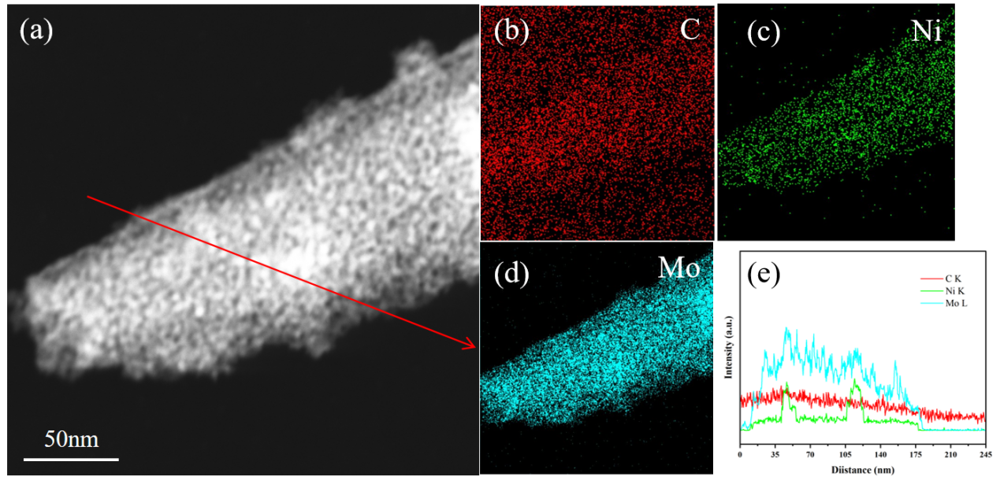 (a)
50nm
(b)
C
(c)
Ni
(d)
Mo
(e)
C K
Ni K
Mo L
Intensity (a.u.)
0 35 70 105 140 175 210 245
Diistance (nm)